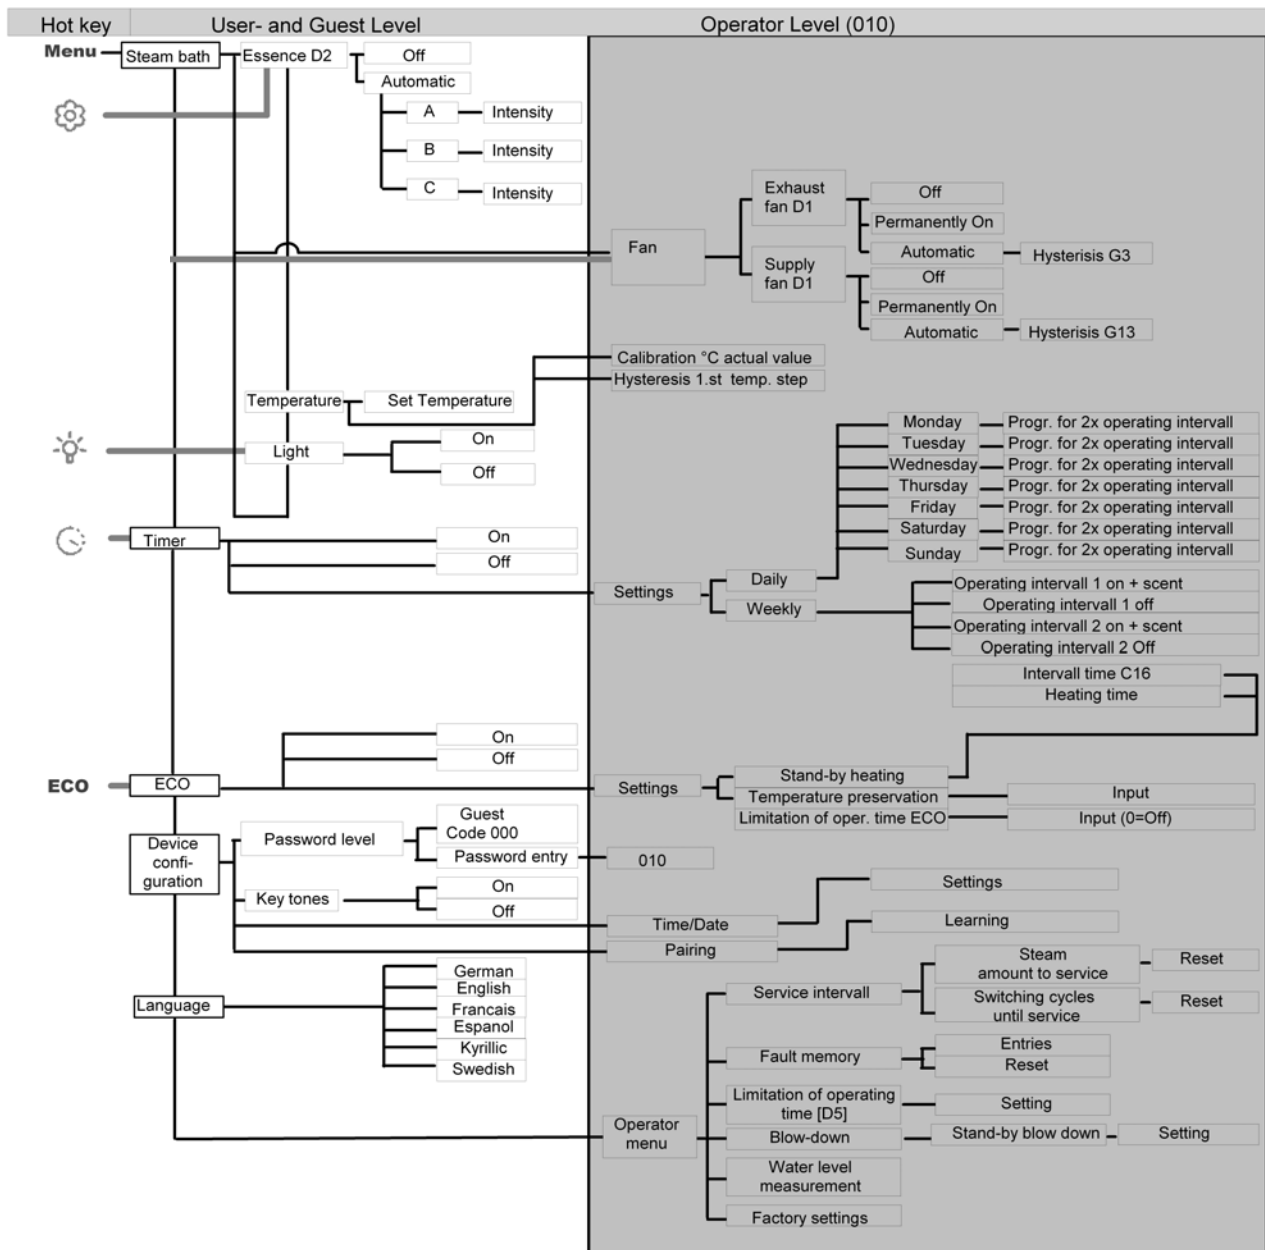 Hot key
User- and Guest Level
Operator Level (010)
Menu
Steam bath
Essence D2
Off
Automatic
A
Intensity
B
Intensity
C
Intensity
Fan
Exhaust
fan D1
Off
Permanently On
Automatic
Hysterisis G3
Supply
fan D1
Off
Permanently On
Automatic
Hysterisis G13
Calibration °C actual value
Hysteresis 1.st temp. step
Temperature
Set Temperature
Light
On
Off
Timer
On
Off
Settings
Daily
Monday
Progr. for 2x operating intervall
Tuesday
Progr. for 2x operating intervall
Wednesday
Progr. for 2x operating intervall
Thursday
Progr. for 2x operating intervall
Friday
Progr. for 2x operating intervall
Saturday
Progr. for 2x operating intervall
Sunday
Progr. for 2x operating intervall
Weekly
Operating intervall 1 on + scent
Operating intervall 1 off
Operating intervall 2 on + scent
Operating intervall 2 Off
Intervall time C16
Heating time
ECO
ECO
On
Off
Settings
Stand-by heating
Temperature preservation
Input
Limitation of oper. time ECO
Input (0=Off)
Device
confi-
guration
Password level
Guest
Code 000
Password entry
010
Key tones
On
Off
Time/Date
Settings
Pairing
Learning
Language
German
English
Francais
Espanol
Kyrillic
Swedish
Operator
menu
Service intervall
Steam
amount to service
Reset
Switching cycles
until service
Reset
Fault memory
Entries
Reset
Limitation of operating
time [D5]
Setting
Blow-down
Stand-by blow down
Setting
Water level
measurement
Factory settings